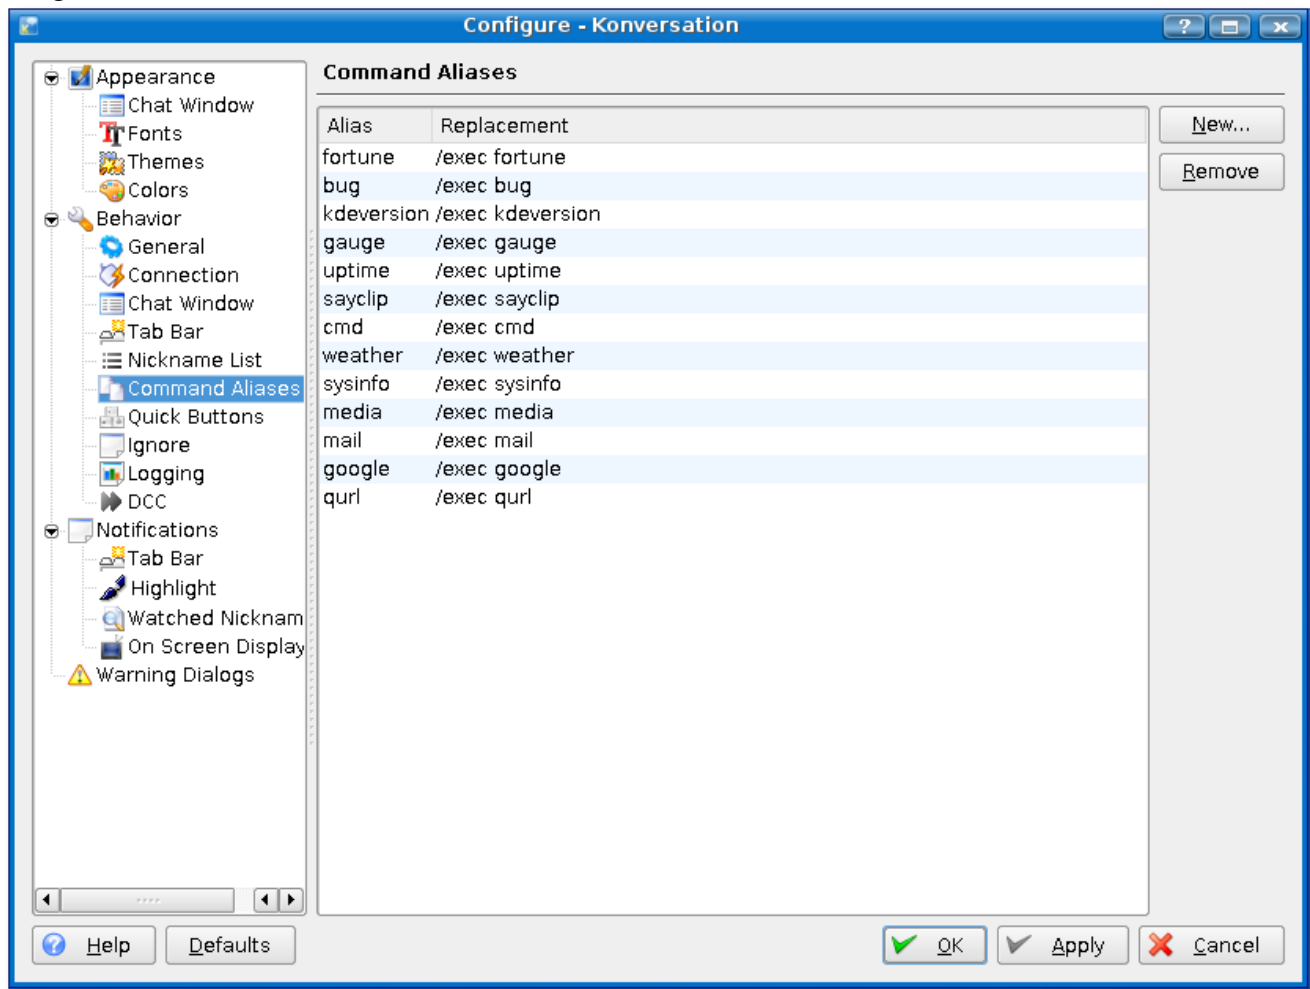 Configure - Konversation
Appearance
Chat Window
Fonts
Themes
Colors
Behavior
General
Connection
Chat Window
Tab Bar
Nickname List
Command Aliases
Quick Buttons
Ignore
Logging
DCC
Notifications
Tab Bar
Highlight
Watched Nicknam
On Screen Display
Warning Dialogs
Command Aliases
Alias Replacement
fortune /exec fortune
bug /exec bug
kdeversion /exec kdeversion
gauge /exec gauge
uptime /exec uptime
sayclip /exec sayclip
cmd /exec cmd
weather /exec weather
sysinfo /exec sysinfo
media /exec media
mail /exec mail
google /exec google
qurl /exec qurl
New...
Remove
Help Defaults OK Apply Cancel